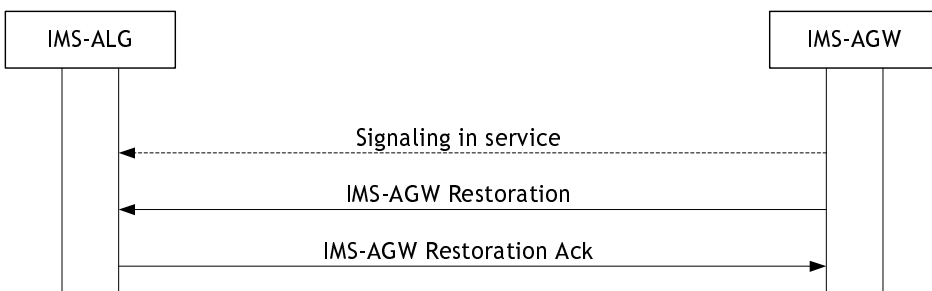 IMS-ALG
IMS-AGW
Signaling in service
IMS-AGW Restoration
IMS-AGW Restoration Ack